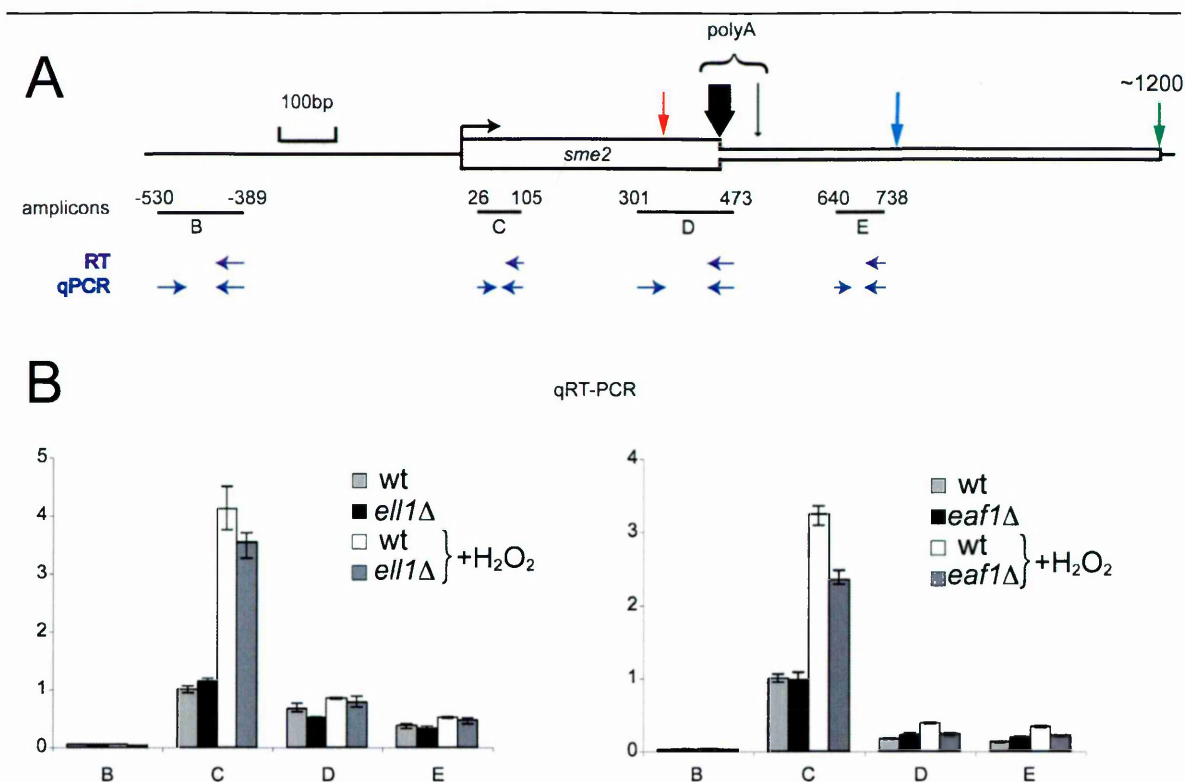 polyA
A
100bp
~1200
sme2
amplicons
-530 -389 26 105 301 473 640 738
B C D E
RT
qPCR
B
qRT-PCR
5
4
3
2
1
0
wt
ell1Δ
wt
ell1Δ
+H₂O₂
B C D E
4
3
2
1
0
wt
eaf1Δ
wt
eaf1Δ
+H₂O₂
B C D E